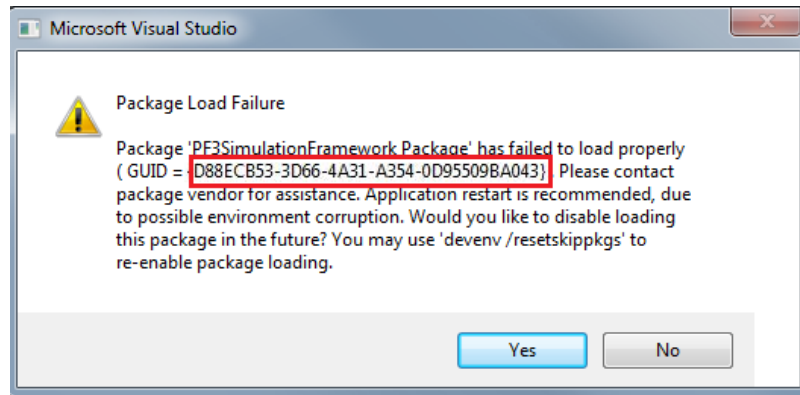 Microsoft Visual Studio
Package Load Failure
Package 'PF3SimulationFramework Package' has failed to load properly
( GUID = {D88ECB53-3D66-4A31-A354-0D95509BA043}). Please contact
package vendor for assistance. Application restart is recommended, due
to possible environment corruption. Would you like to disable loading
this package in the future? You may use 'devenv /resetskippkgs' to
re-enable package loading.
Yes
No